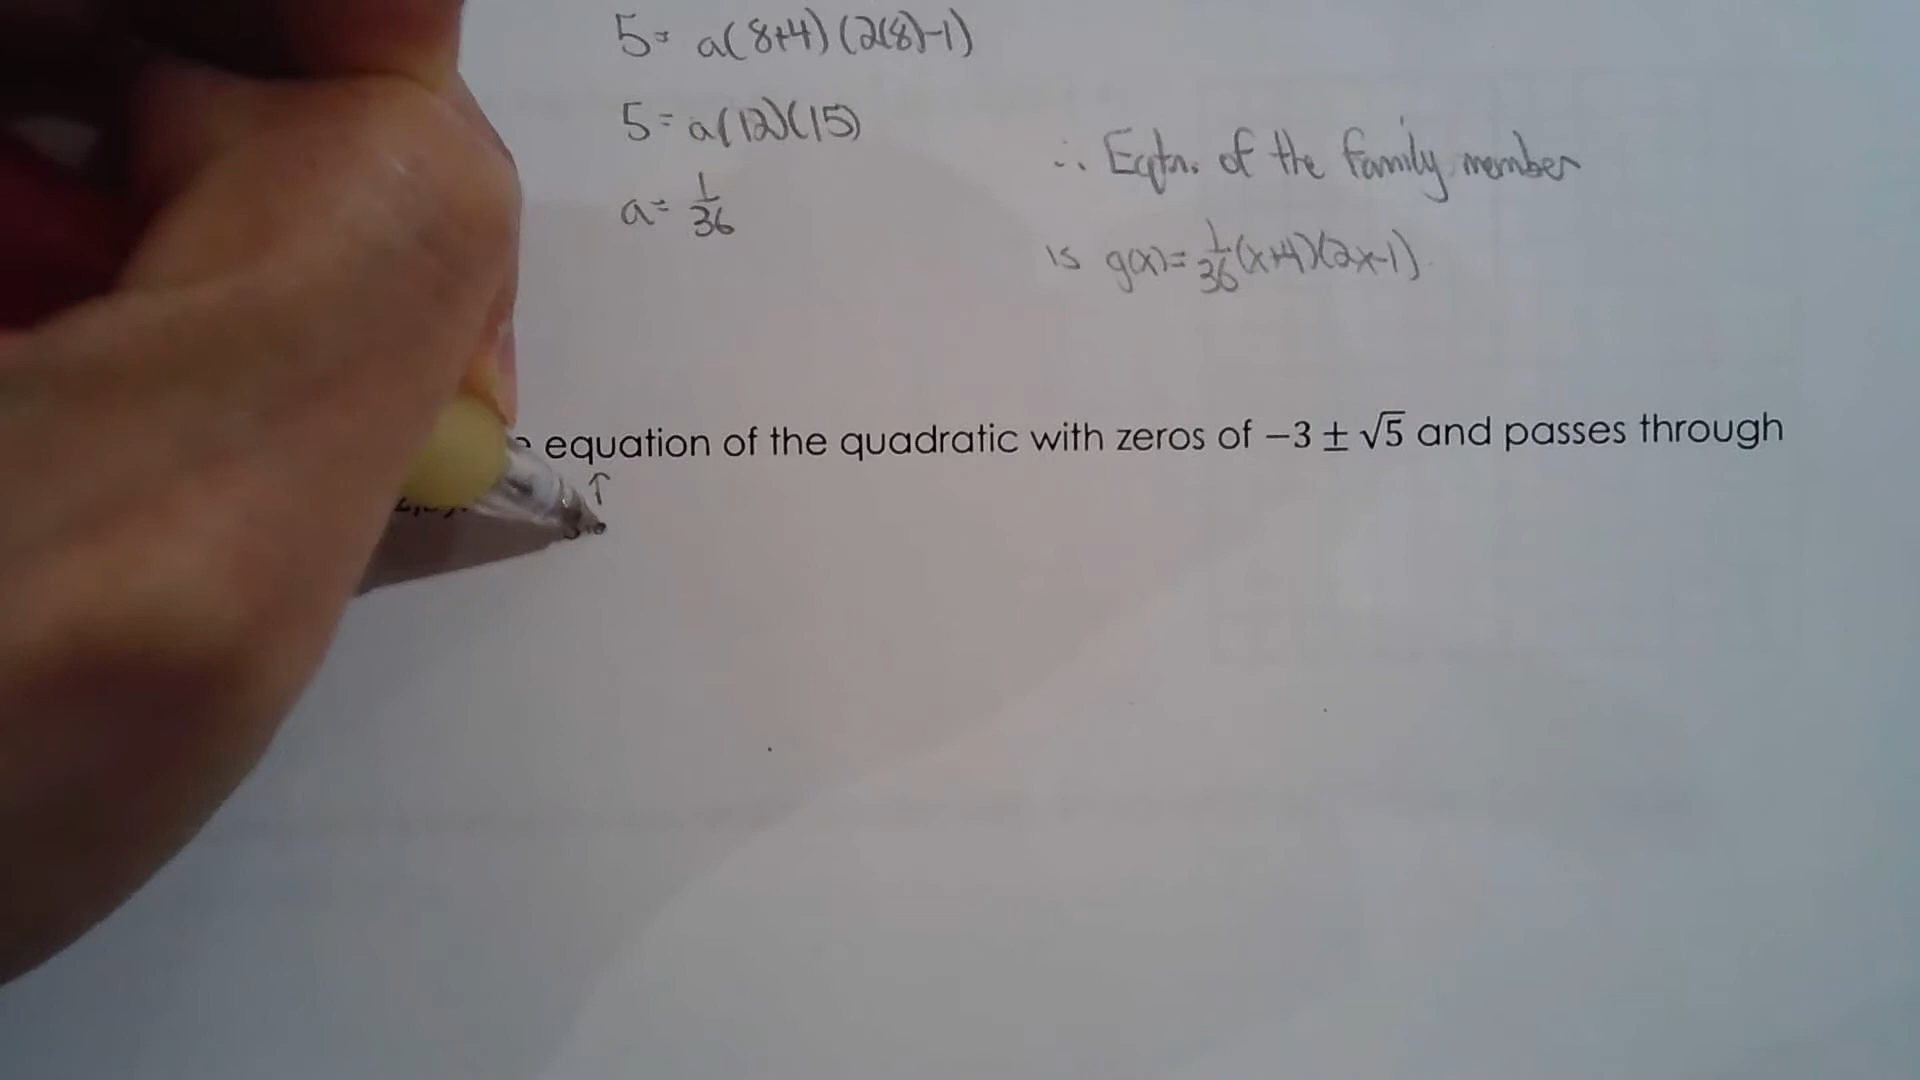 5= a(8+4)(2(8)-1)
5= a(12)(15)
a= 1/36
∴ Eqtn. of the family member
is g(x)= 1/36(x+4)(2x-1).
equation of the quadratic with zeros of −3 ± √5 and passes through